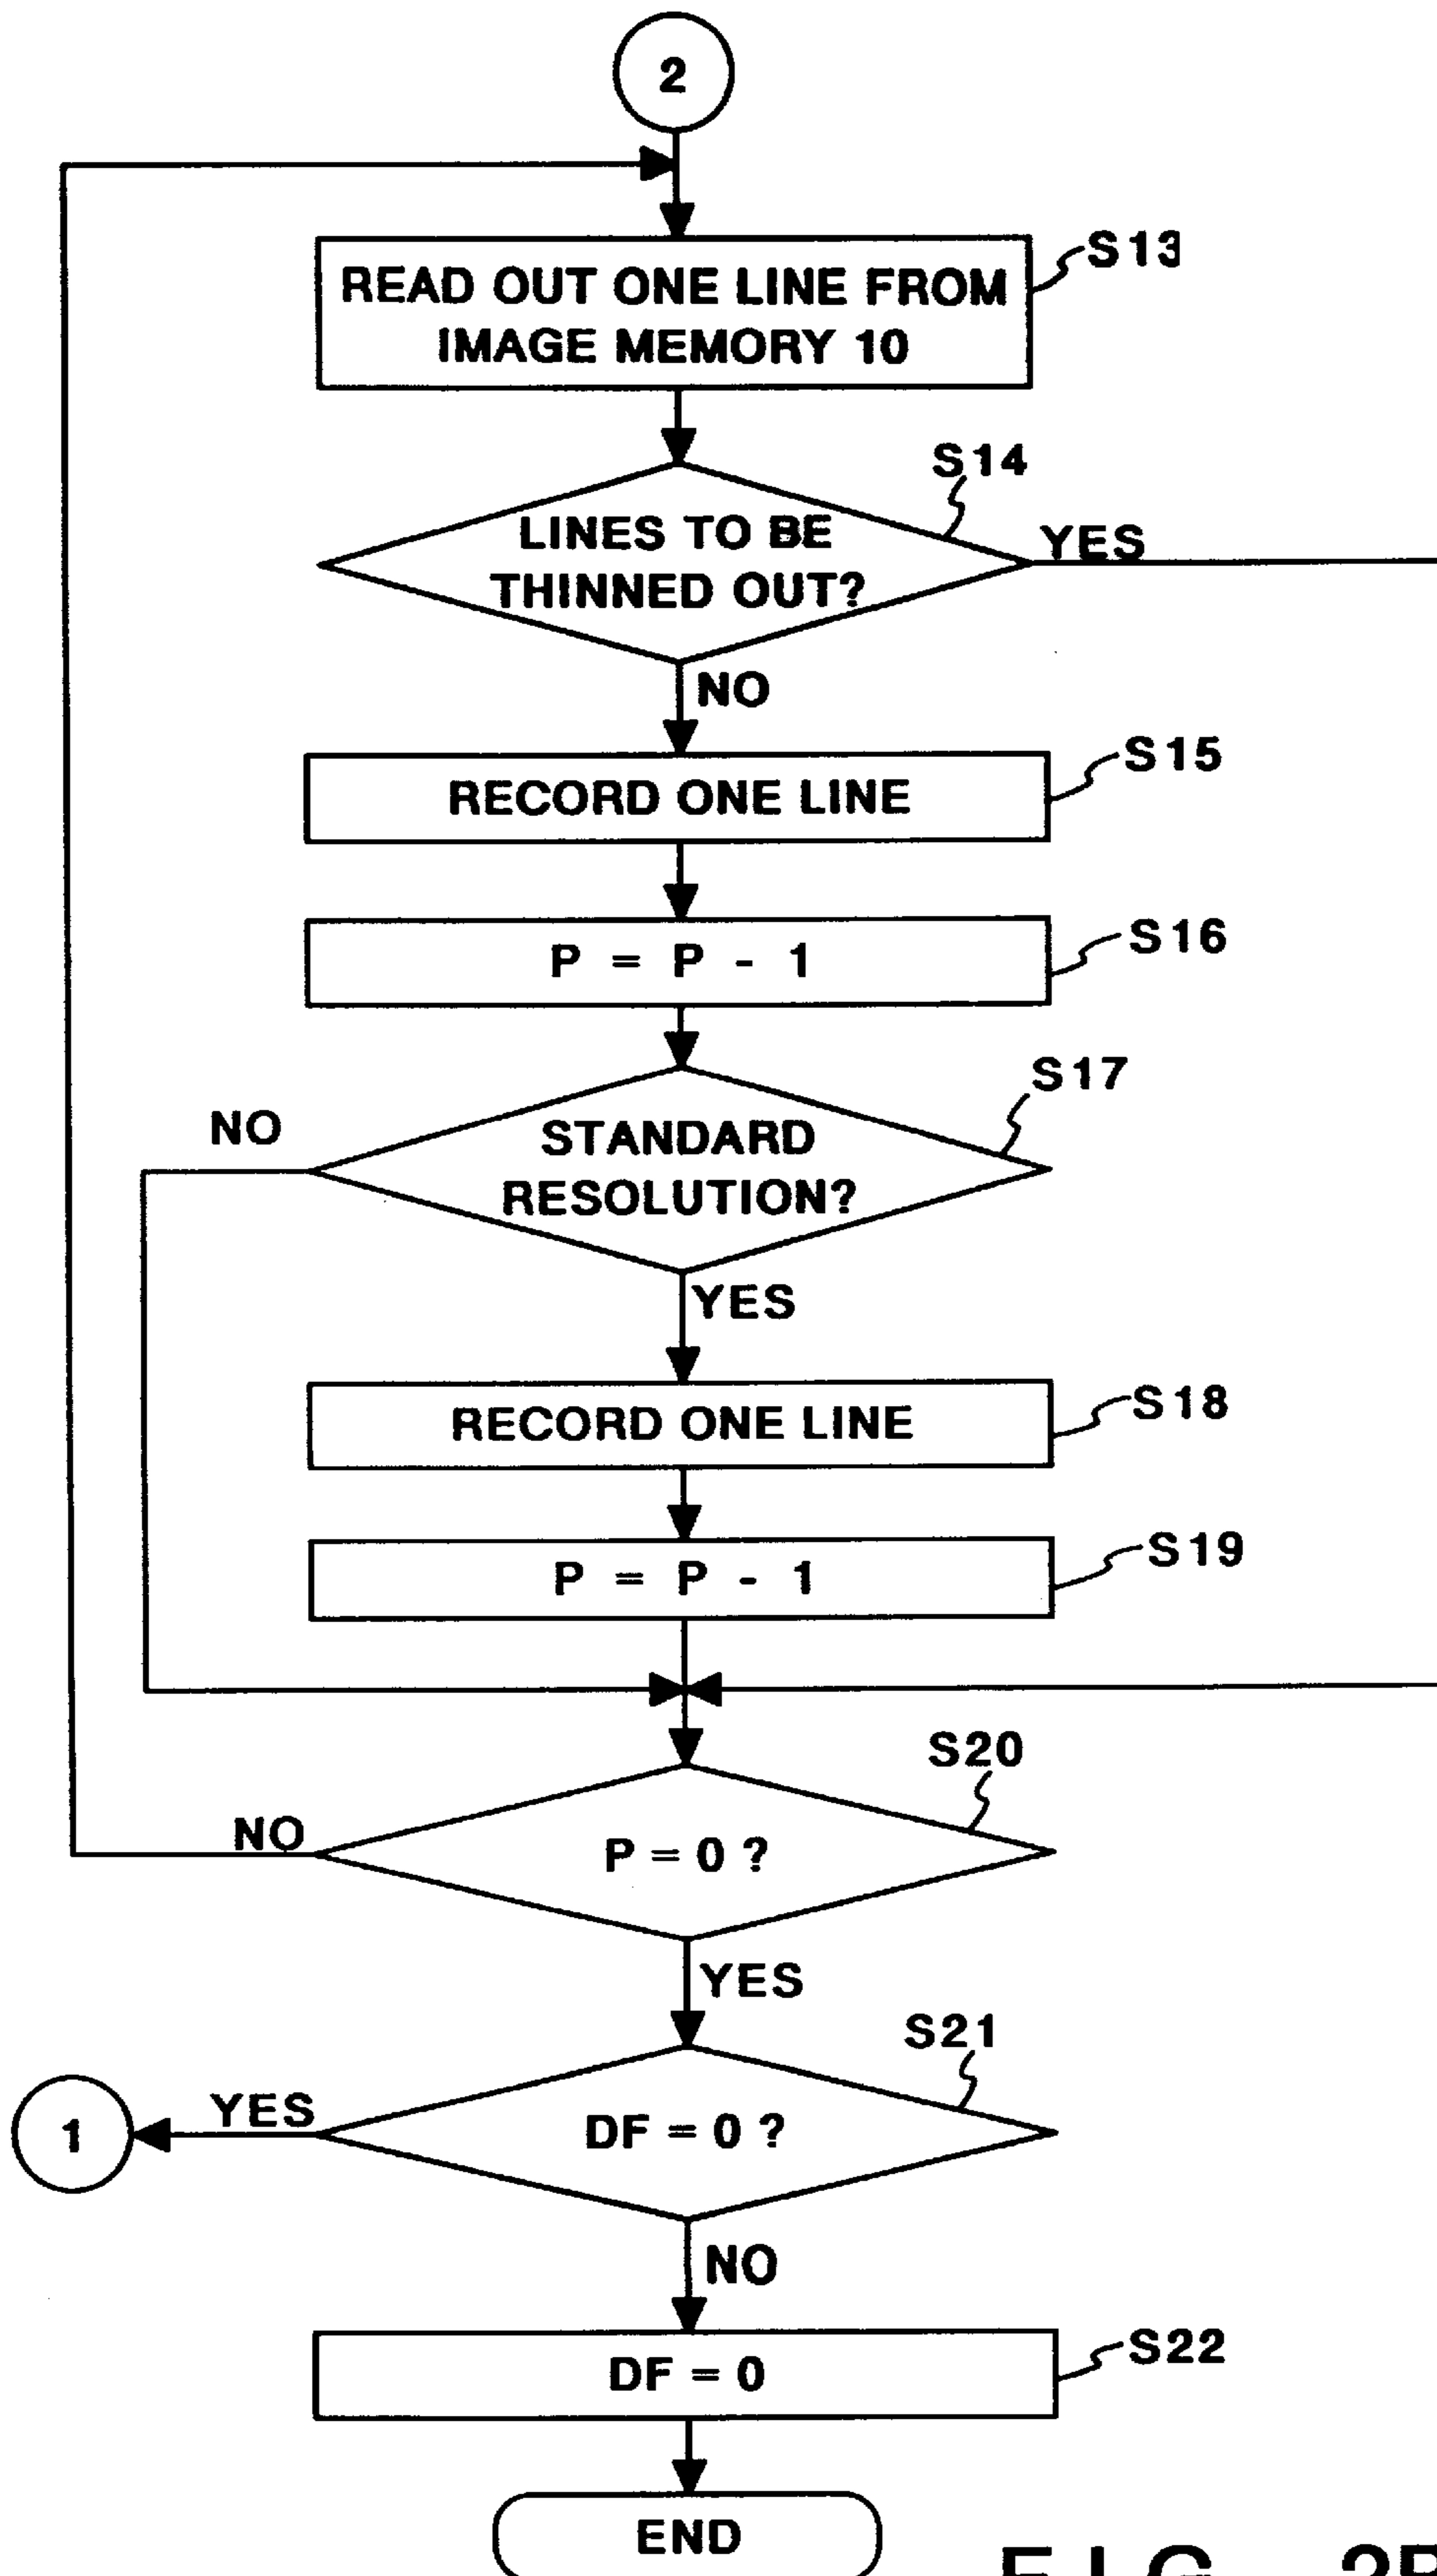 2
S13
READ OUT ONE LINE FROM
IMAGE MEMORY 10
S14
LINES TO BE
THINNED OUT?
YES
NO
S15
RECORD ONE LINE
S16
P = P - 1
S17
NO
STANDARD
RESOLUTION?
YES
S18
RECORD ONE LINE
S19
P = P - 1
S20
NO
P = 0 ?
YES
S21
1
YES
DF = 0 ?
NO
S22
DF = 0
END